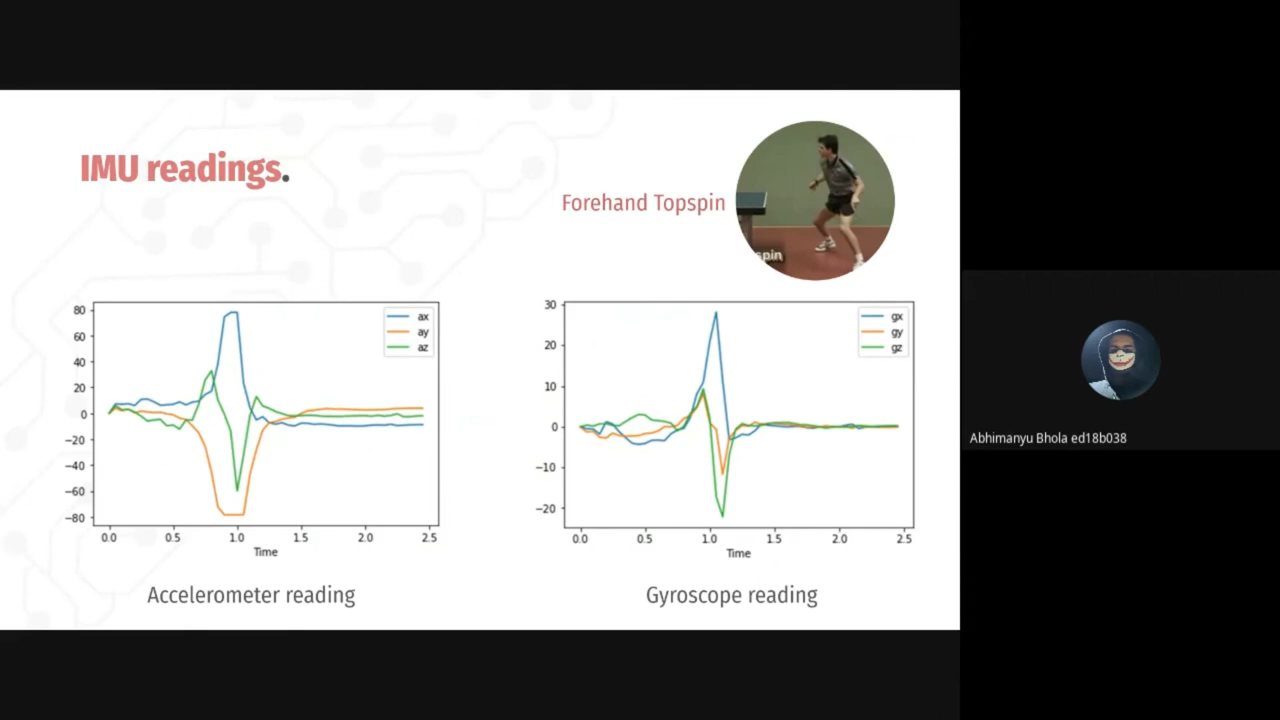 IMU readings.
Forehand Topspin
spin
80
60
40
20
0
−20
−40
−60
−80
0.0 0.5 1.0 1.5 2.0 2.5
Time
ax
ay
az
Accelerometer reading
30
20
10
0
−10
−20
0.0 0.5 1.0 1.5 2.0 2.5
Time
gx
gy
gz
Gyroscope reading
Abhimanyu Bhola ed18b038